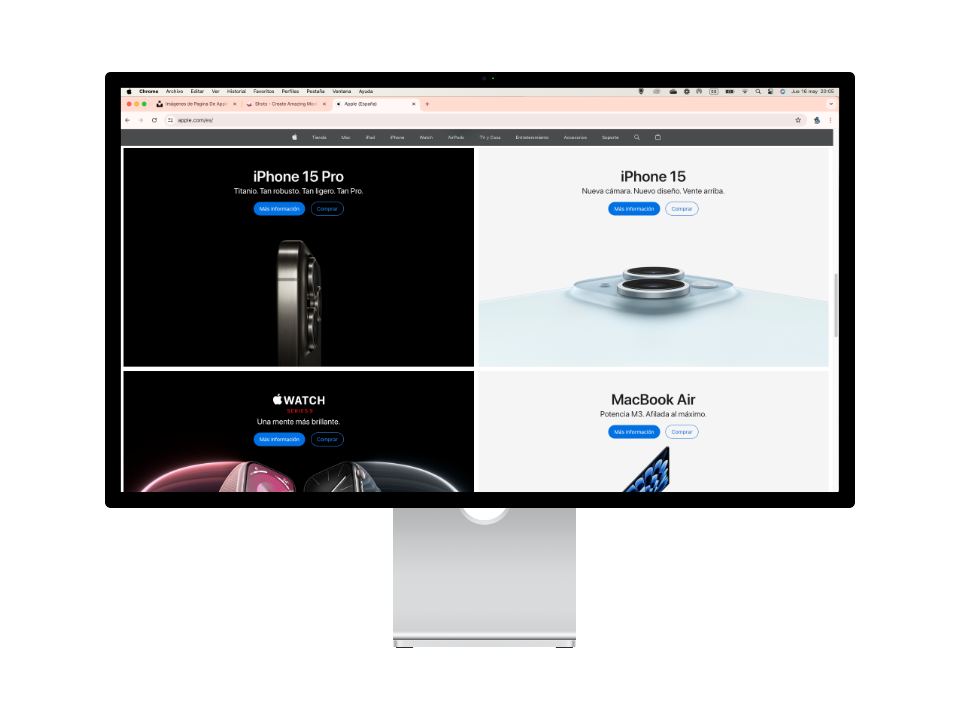 Chrome Archivo Editar Ver Historial Favoritos Perfiles Pestaña Ventana Ayuda
Jue 16 may 20:05
Imágenes de Pagina De Appl
Shots - Create Amazing Moc
Apple (España)
apple.com/es/
Tienda Mac iPad iPhone Watch AirPods TV y Casa Entretenimiento Accesorios Soporte
iPhone 15 Pro
Titanio. Tan robusto. Tan ligero. Tan Pro.
Más información Comprar
iPhone 15
Nueva cámara. Nuevo diseño. Vente arriba.
Más información Comprar
WATCH
SERIES 9
Una mente más brillante.
Más información Comprar
MacBook Air
Potencia M3. Afilada al máximo.
Más información Comprar